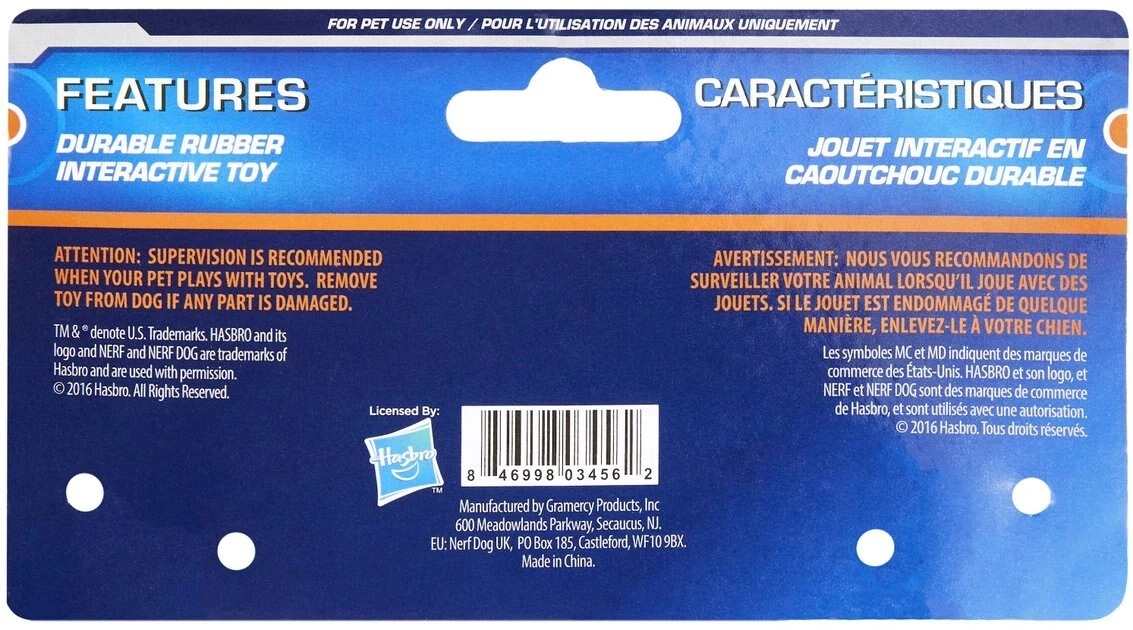 FOR PET USE ONLY / POUR L'UTILISATION DES ANIMAUX UNIQUEMENT
FEATURES
DURABLE RUBBER
INTERACTIVE TOY
CARACTÉRISTIQUES
JOUET INTERACTIF EN
CAOUTCHOUC DURABLE
ATTENTION: SUPERVISION IS RECOMMENDED
WHEN YOUR PET PLAYS WITH TOYS. REMOVE
TOY FROM DOG IF ANY PART IS DAMAGED.
TM & ® denote U.S. Trademarks. HASBRO and its
logo and NERF and NERF DOG are trademarks of
Hasbro and are used with permission.
© 2016 Hasbro. All Rights Reserved.
AVERTISSEMENT: NOUS VOUS RECOMMANDONS DE
SURVEILLER VOTRE ANIMAL LORSQU'IL JOUE AVEC DES
JOUETS. SI LE JOUET EST ENDOMMAGÉ DE QUELQUE
MANIÈRE, ENLEVEZ-LE À VOTRE CHIEN.
Les symboles MC et MD indiquent des marques de
commerce des États-Unis. HASBRO et son logo, et
NERF et NERF DOG sont des marques de commerce
de Hasbro, et sont utilisés avec une autorisation.
© 2016 Hasbro. Tous droits réservés.
Licensed By:
Hasbro
TM
8 46998 03456 2
Manufactured by Gramercy Products, Inc
600 Meadowlands Parkway, Secaucus, NJ.
EU: Nerf Dog UK, PO Box 185, Castleford, WF10 9BX.
Made in China.